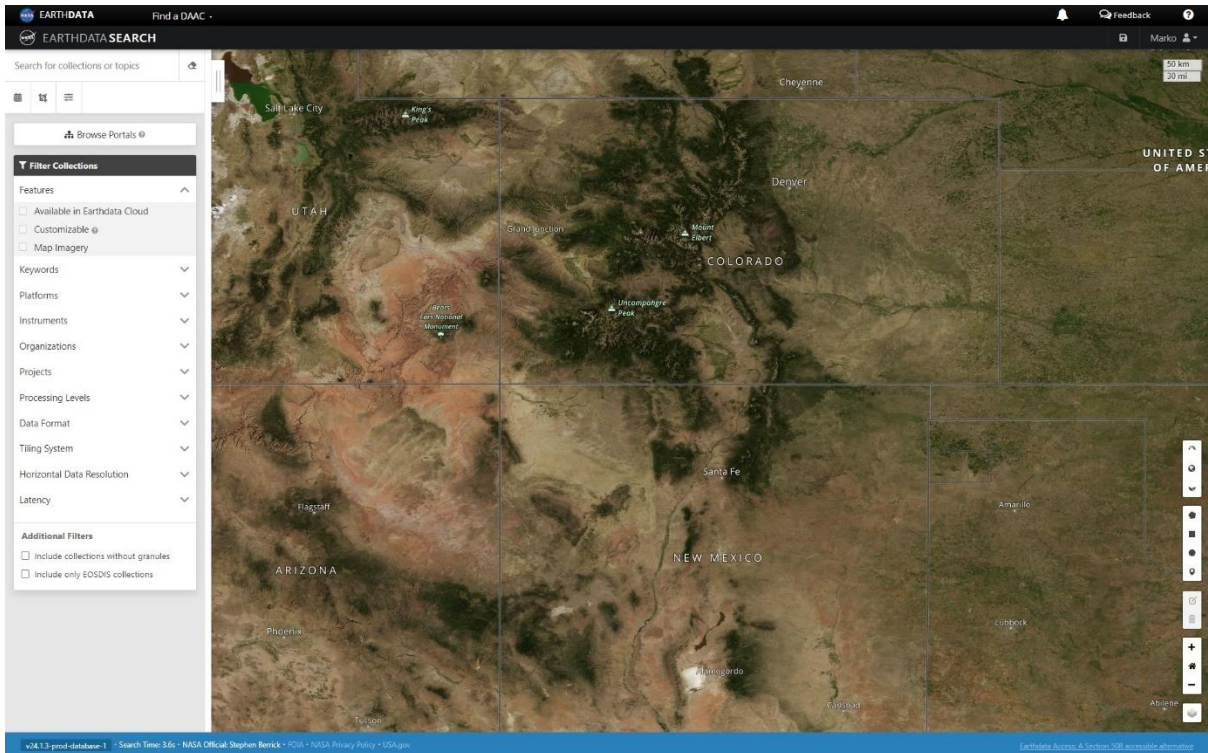 EARTHDATA Find a DAAC Feedback
EARTHDATA SEARCH Marko
Search for collections or topics
Browse Portals
Filter Collections
Features
Available in Earthdata Cloud
Customizable
Map Imagery
Keywords
Platforms
Instruments
Organizations
Projects
Processing Levels
Data Format
Tiling System
Horizontal Data Resolution
Latency
Additional Filters
Include collections without granules
Include only EOSDIS collections
50 km
30 mi
Cheyenne
Salt Lake City
King's
Peak
UNITED S
OF AMER
Denver
UTAH
Grand Junction
Mount
Elbert
COLORADO
Uncompahgre
Peak
Bears
Ears National
Monument
Santa Fe
Flagstaff
Amarillo
NEW MEXICO
ARIZONA
Phoenix
Lubbock
Alamogordo
Carlsbad
Abilene
Tucson
v24.1.3-prod-database-1 • Search Time: 3.6s • NASA Official: Stephen Berrick • FOIA • NASA Privacy Policy • USA.gov
Earthdata Access: A Section 508 accessible alternative